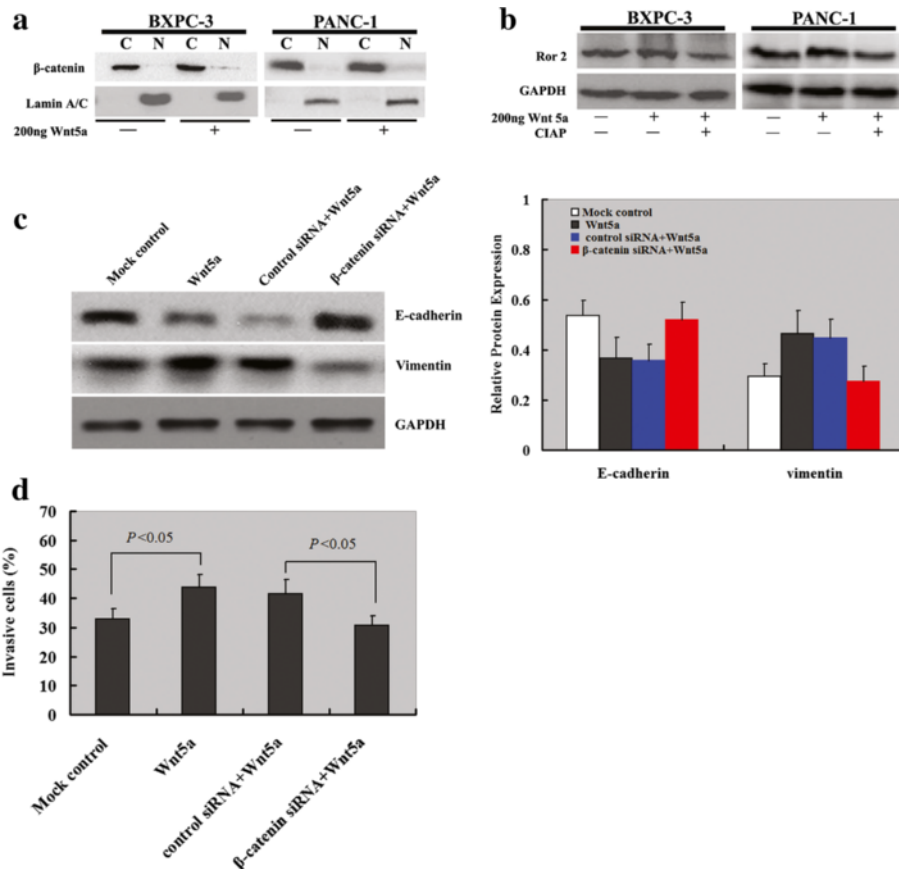 a
BXPC-3 PANC-1
C N C N C N C N
β-catenin
Lamin A/C
200ng Wnt5a — + — +
b
BXPC-3 PANC-1
Ror 2
GAPDH
200ng Wnt 5a — + + — + +
CIAP — — + — — +
c
Mock control
Wnt5a
Control siRNA+Wnt5a
β-catenin siRNA+Wnt5a
E-cadherin
Vimentin
GAPDH
Relative Protein Expression
1
0.8
0.6
0.4
0.2
0
Mock control
Wnt5a
control siRNA+Wnt5a
β-catenin siRNA+Wnt5a
E-cadherin vimentin
d
Invasive cells (%)
70
60
50
40
30
20
10
0
P<0.05 P<0.05
Mock control
Wnt5a
control siRNA+Wnt5a
β-catenin siRNA+Wnt5a